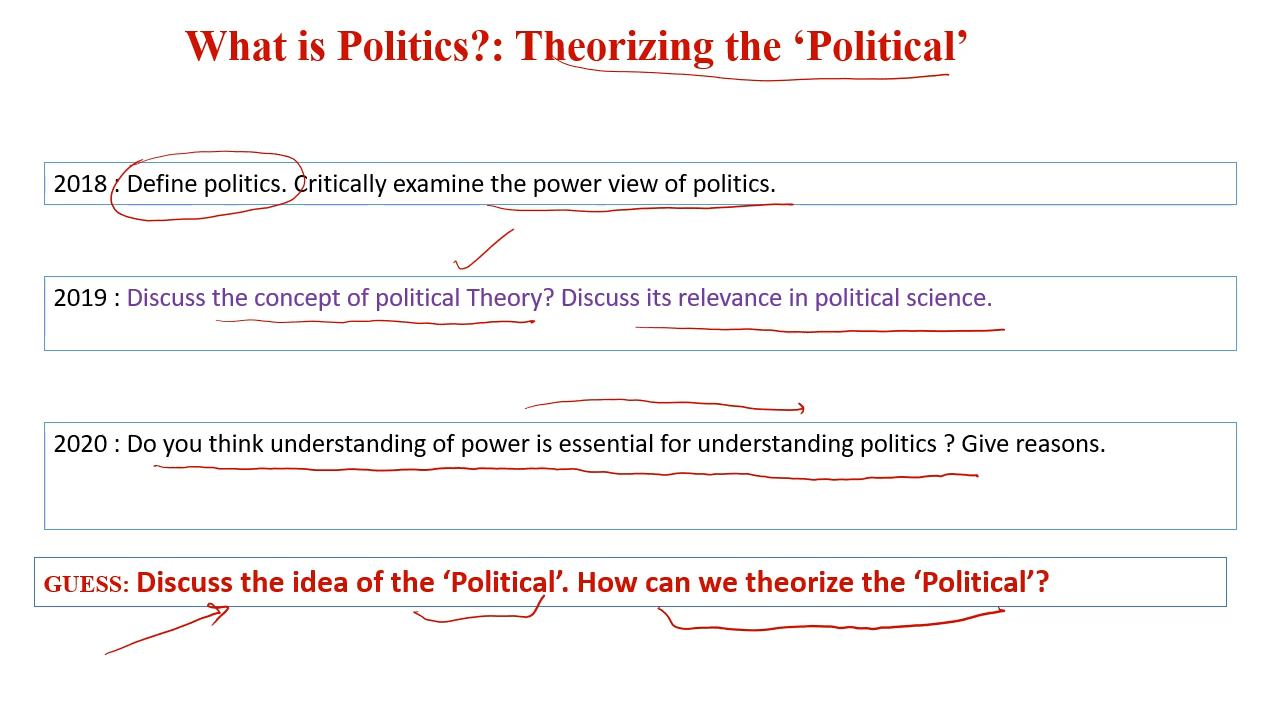 What is Politics?: Theorizing the ‘Political’
2018 : Define politics. Critically examine the power view of politics.
2019 : Discuss the concept of political Theory? Discuss its relevance in political science.
2020 : Do you think understanding of power is essential for understanding politics ? Give reasons.
GUESS: Discuss the idea of the ‘Political’. How can we theorize the ‘Political’?